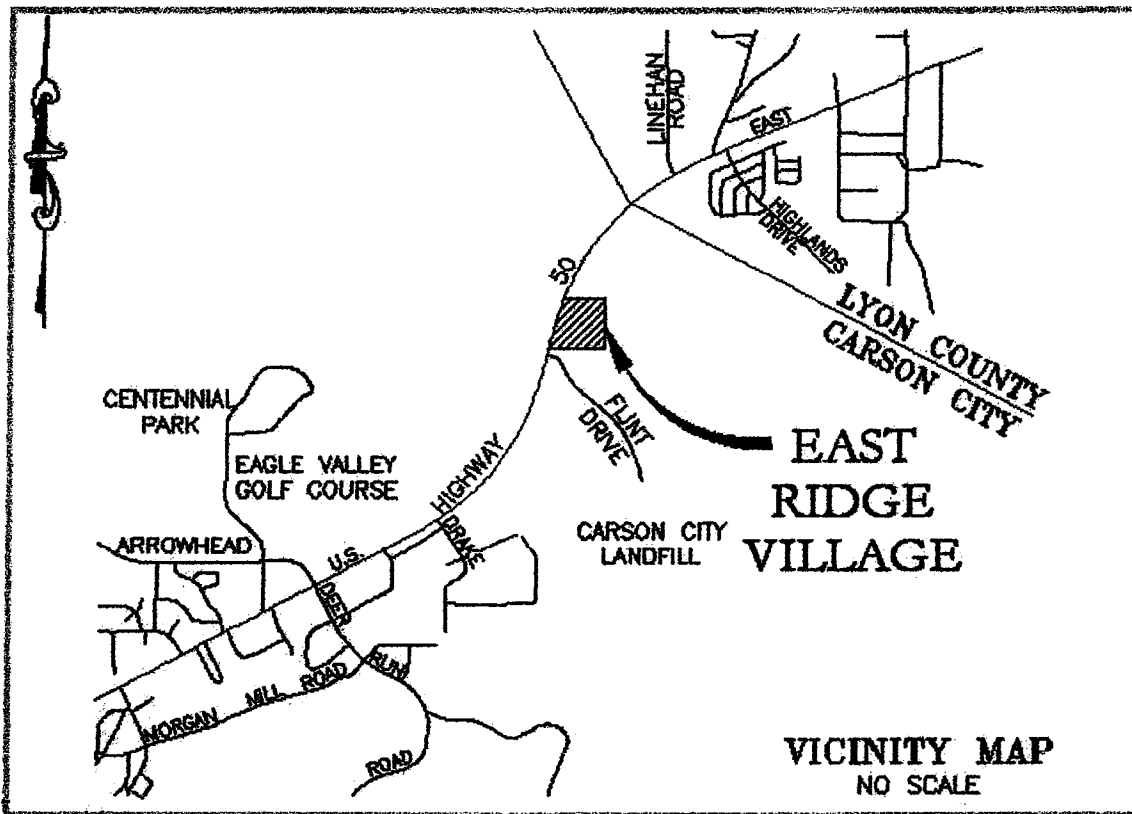 LINEHAN
ROAD
EAST
HIGHLANDS
DRIVE
50
LYON COUNTY
CARSON CITY
FLINT
DRIVE
EAST
RIDGE
VILLAGE
CENTENNIAL
PARK
EAGLE VALLEY
GOLF COURSE
HIGHWAY
U.S.
DRAKE
CARSON CITY
LANDFILL
ARROWHEAD
DEER
RUN
ROAD
MORGAN MILL ROAD
VICINITY MAP
NO SCALE